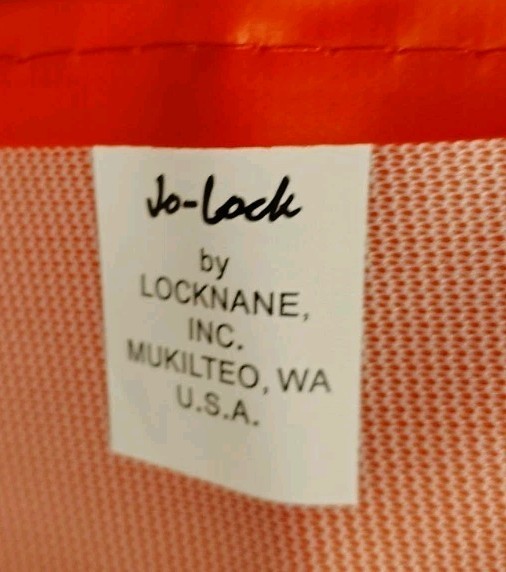 Jo-Lock
by
LOCKNANE,
INC.
MUKILTEO, WA
U.S.A.